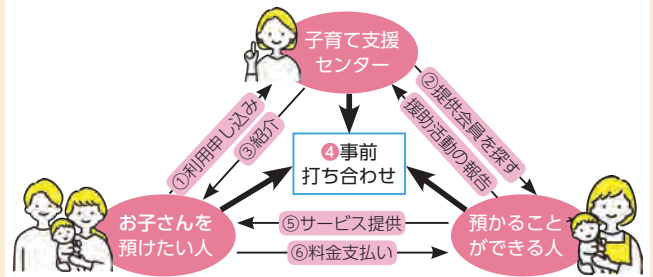 子育て支援
センター
①利用申し込み
③紹介
②提供会員を探す
援助活動の報告
❹事前
打ち合わせ
お子さんを
預けたい人
⑤サービス提供
⑥料金支払い
預かること
ができる人